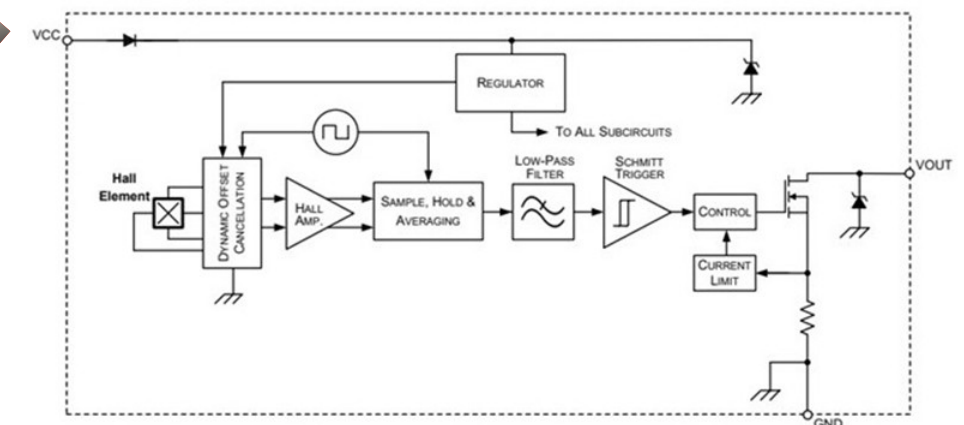 VCC
REGULATOR
TO ALL SUBCIRCUITS
Hall
Element
DYNAMIC OFFSET
CANCELLATION
HALL
AMP.
SAMPLE, HOLD &
AVERAGING
LOW-PASS
FILTER
SCHMITT
TRIGGER
CONTROL
CURRENT
LIMIT
VOUT
GND